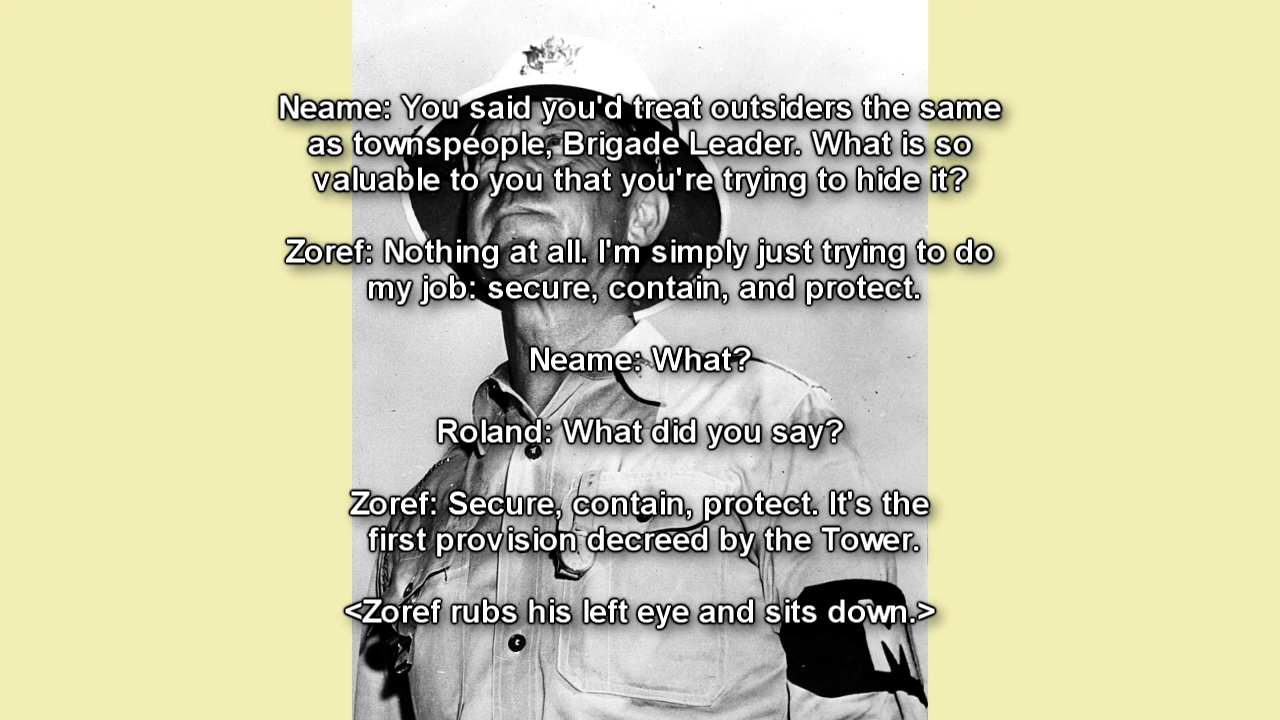 Neame: You said you'd treat outsiders the same
as townspeople, Brigade Leader. What is so
valuable to you that you're trying to hide it?
Zoref: Nothing at all. I'm simply just trying to do
my job: secure, contain, and protect.
Neame: What?
Roland: What did you say?
Zoref: Secure, contain, protect. It's the
first provision decreed by the Tower.
<Zoref rubs his left eye and sits down.>